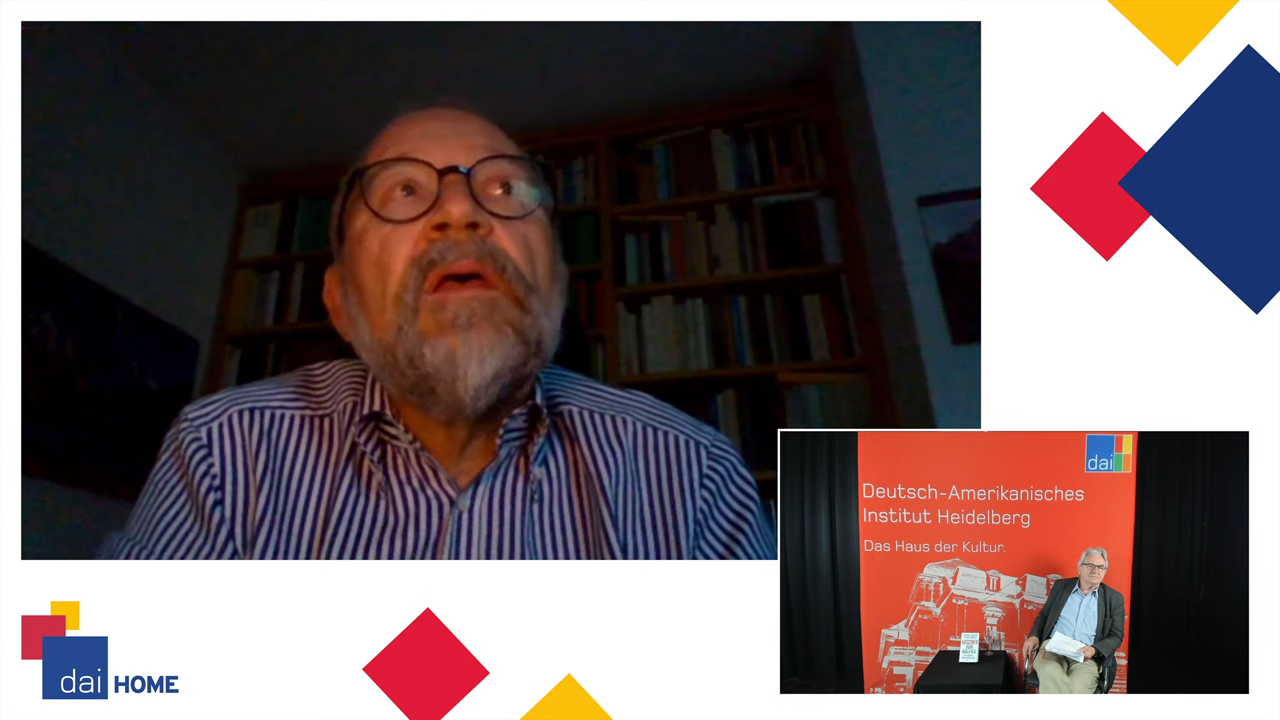 dai
Deutsch-Amerikanisches
Institut Heidelberg
Das Haus der Kultur.
dai HOME